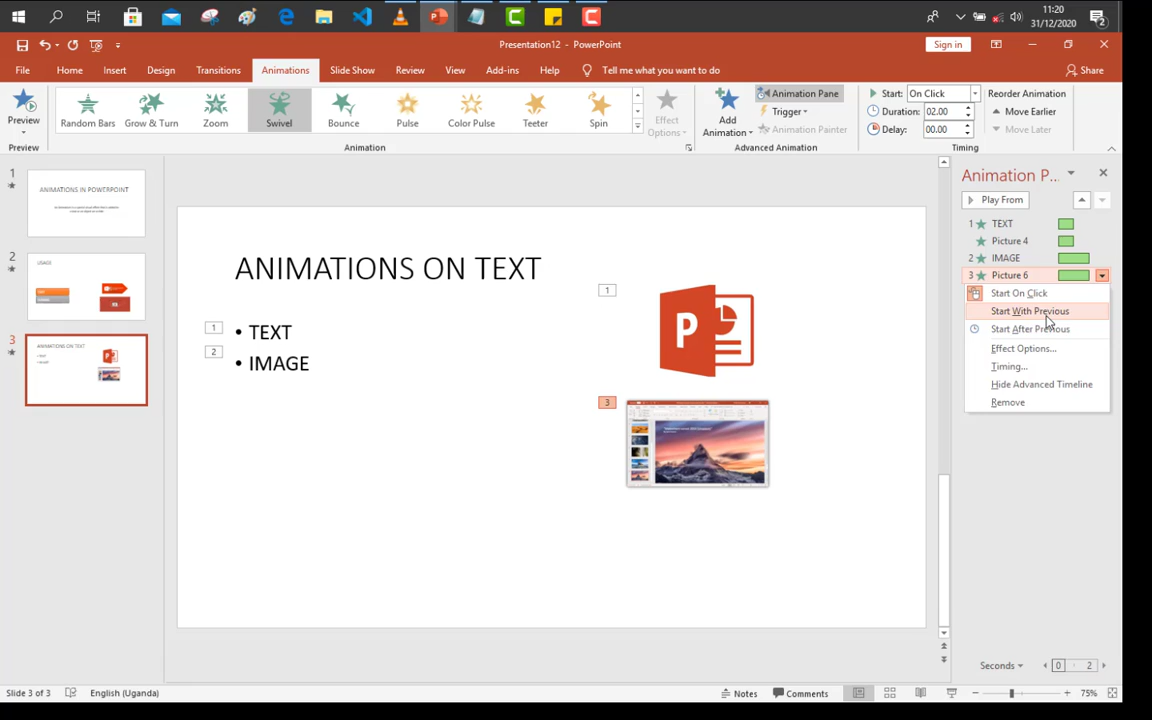 11:20
31/12/2020
2
Presentation12 - PowerPoint
Sign in
File Home Insert Design Transitions Animations Slide Show Review View Add-ins Help Tell me what you want to do Share
Preview
Random Bars Grow & Turn Zoom Swivel Bounce Pulse Color Pulse Teeter Spin
Effect Options
Add Animation
Animation Pane
Trigger
Animation Painter
Start: On Click
Duration: 02.00
Delay: 00.00
Reorder Animation
Move Earlier
Move Later
Preview Animation Advanced Animation Timing
1
ANIMATIONS IN POWERPOINT
2
USAGE
3
ANIMATIONS ON TEXT
ANIMATIONS ON TEXT
1
• TEXT
2
• IMAGE
1
P
3
Animation P...
Play From
1 TEXT
Picture 4
2 IMAGE
3 Picture 6
Start On Click
Start With Previous
Start After Previous
Effect Options...
Timing...
Hide Advanced Timeline
Remove
Seconds 0 2
Slide 3 of 3 English (Uganda) Notes Comments 75%